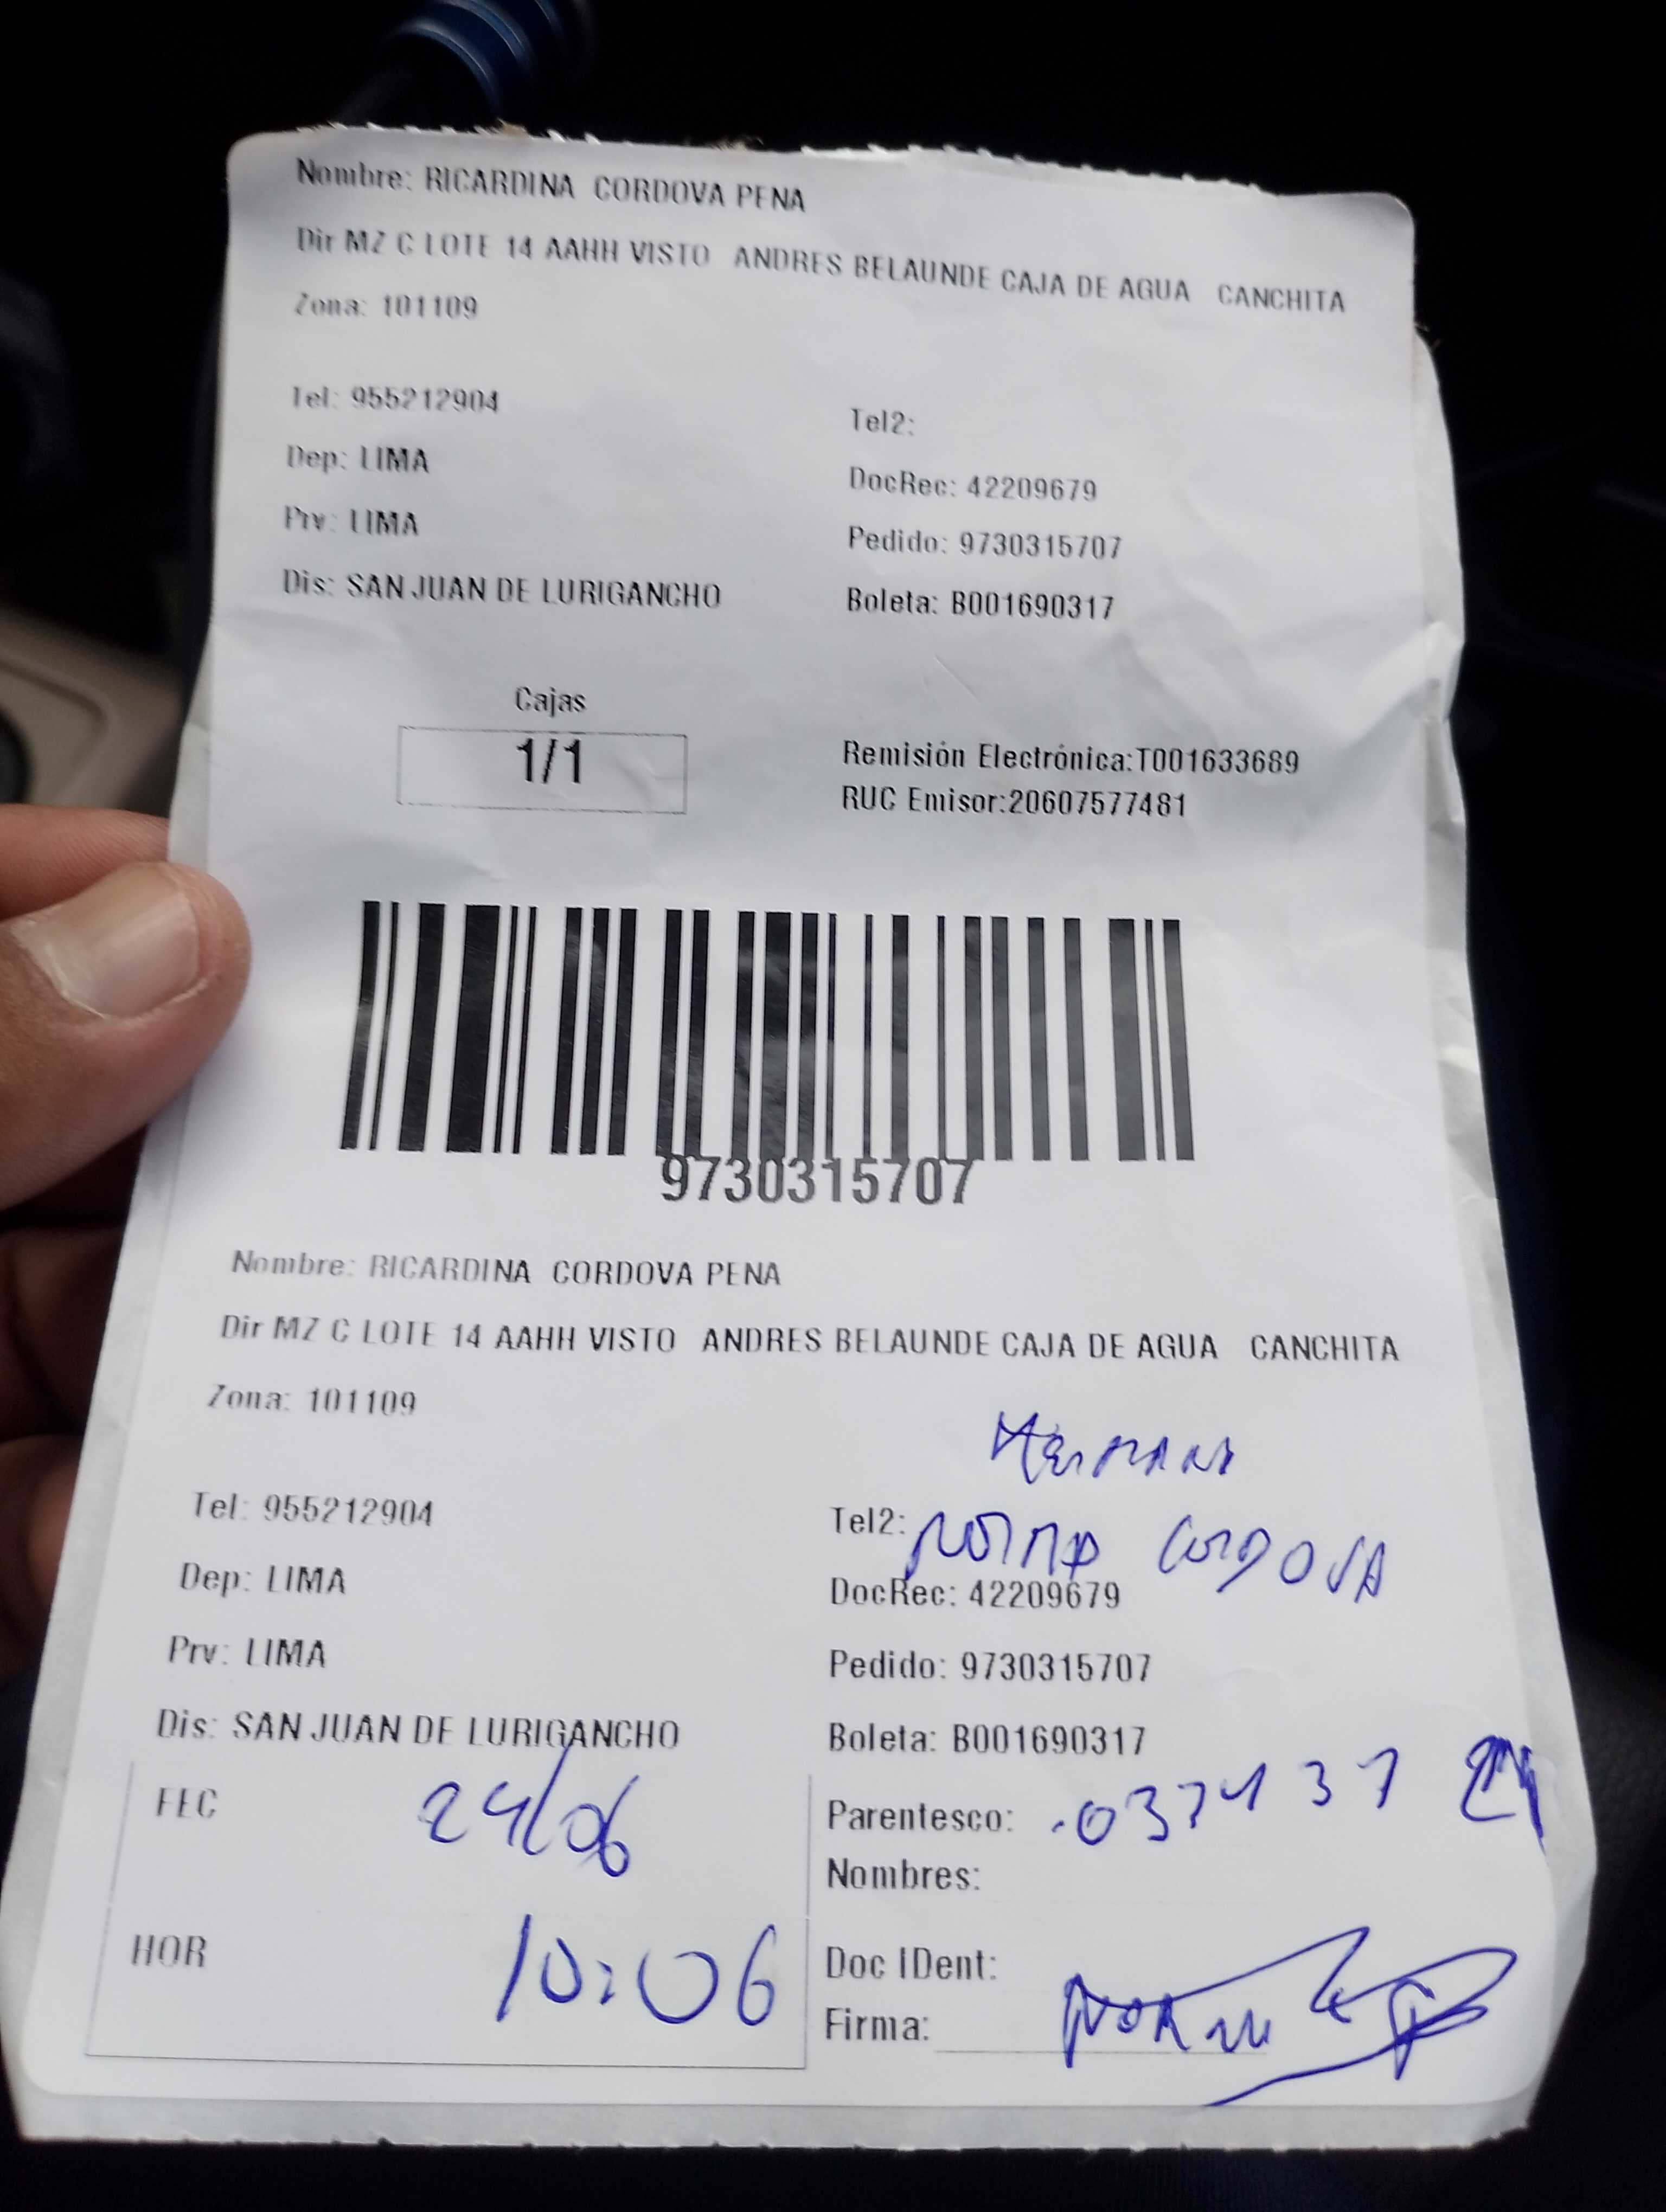 Nombre: RICARDINA CORDOVA PENA
Dir MZ C LOTE 14 AAHH VISTO ANDRES BELAUNDE CAJA DE AGUA CANCHITA
Zona: 101109
Tel: 955212904 Tel2:
Dep: LIMA DocRec: 42209679
Prv: LIMA Pedido: 9730315707
Dis: SAN JUAN DE LURIGANCHO Boleta: B001690317
Cajas
1/1
Remisión Electrónica:T001633689
RUC Emisor:20607577481
9730315707
Nombre: RICARDINA CORDOVA PENA
Dir MZ C LOTE 14 AAHH VISTO ANDRES BELAUNDE CAJA DE AGUA CANCHITA
Zona: 101109
Tel: 955212904 Tel2: CORDOVA
Dep: LIMA DocRec: 42209679
Prv: LIMA Pedido: 9730315707
Dis: SAN JUAN DE LURIGANCHO Boleta: B001690317
FEC 24/06 Parentesco:
Nombres:
HOR 10:06 Doc IDent:
Firma: